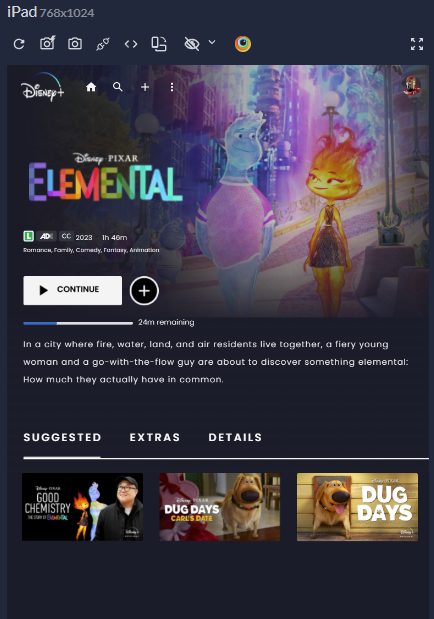 iPad 768x1024
Disney+
Disney · PIXAR
ELEMENTAL
L AD CC 2023 1h 46m
Romance, Family, Comedy, Fantasy, Animation
CONTINUE
24m remaining
In a city where fire, water, land, and air residents live together, a fiery young
woman and a go-with-the-flow guy are about to discover something elemental:
How much they actually have in common.
SUGGESTED EXTRAS DETAILS
GOOD
CHEMISTRY
THE STORY OF ELEMENTAL
Disney · PIXAR
DUG DAYS
CARL'S DATE
Disney · PIXAR
DUG
DAYS